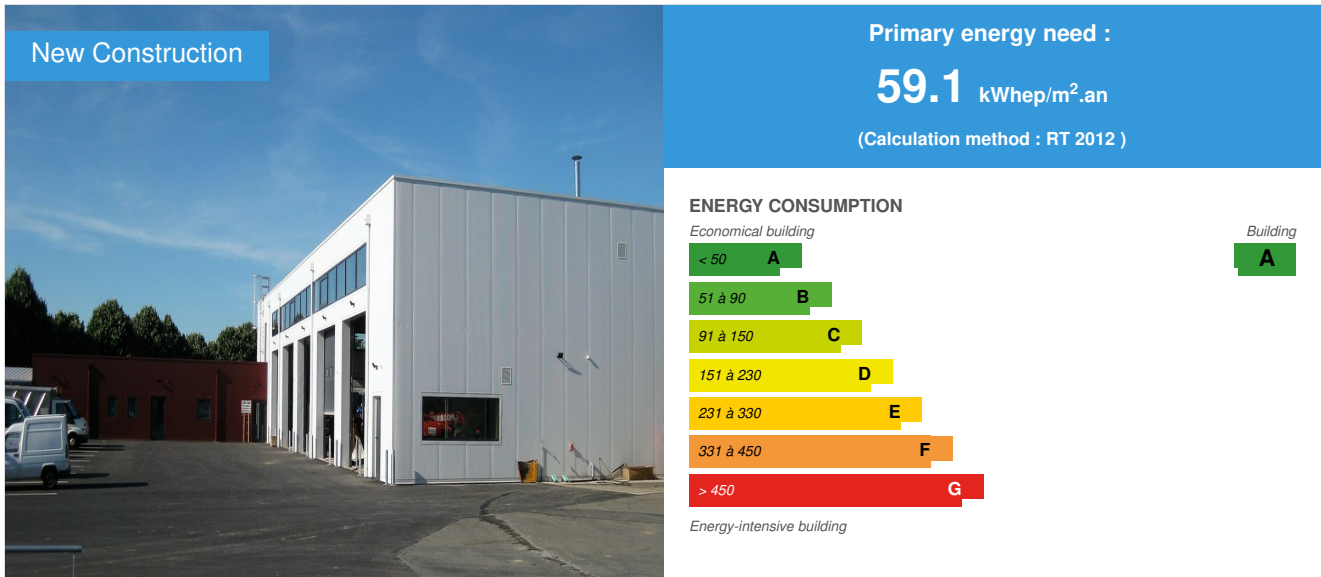 New Construction
Primary energy need :
59.1 kWhep/m².an
(Calculation method : RT 2012 )
ENERGY CONSUMPTION
Economical building
Building
< 50 A
A
51 à 90 B
91 à 150 C
151 à 230 D
231 à 330 E
331 à 450 F
> 450 G
Energy-intensive building